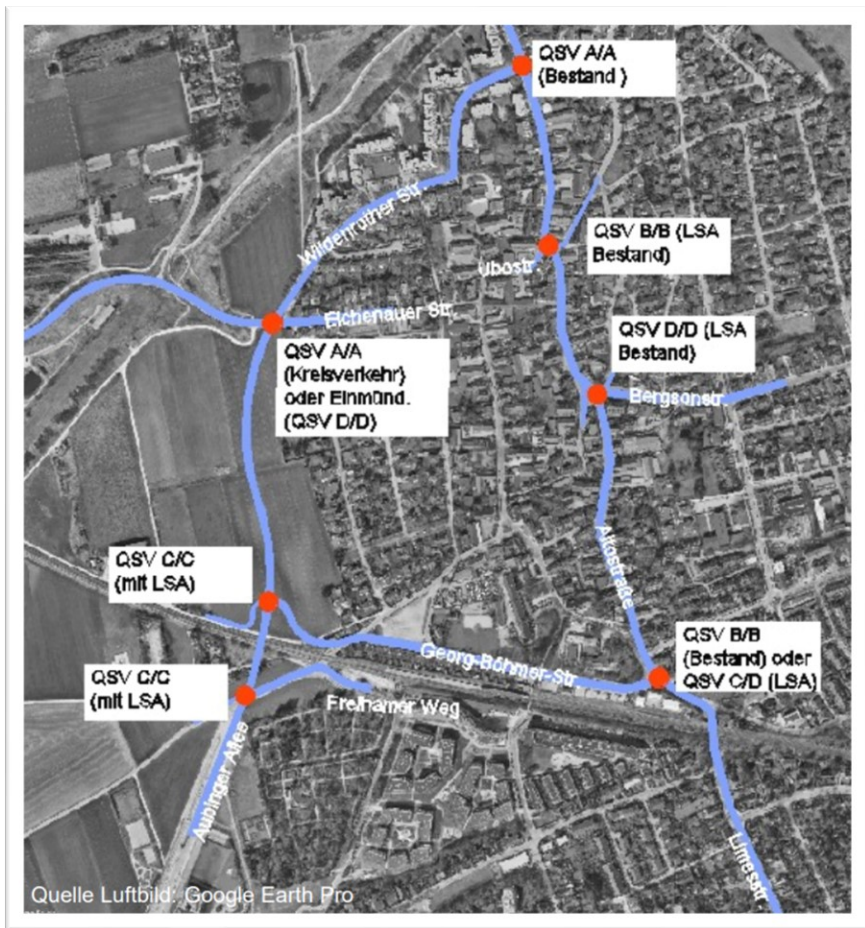 QSV A/A
(Bestand )
Wildenrother Str.
QSV B/B (LSA
Bestand)
Ubostr.
Eichenauer Str.
QSV D/D (LSA
Bestand)
QSV A/A
(Kreisverkehr)
oder Einmünd.
(QSV D/D)
Bergsonstr.
Altostraße
QSV C/C
(mit LSA)
QSV B/B
(Bestand) oder
QSV C/D (LSA)
Georg-Böhmer-Str
QSV C/C
(mit LSA)
Freihamer Weg
Aubinger Allee
Limesstr.
Quelle Luftbild: Google Earth Pro